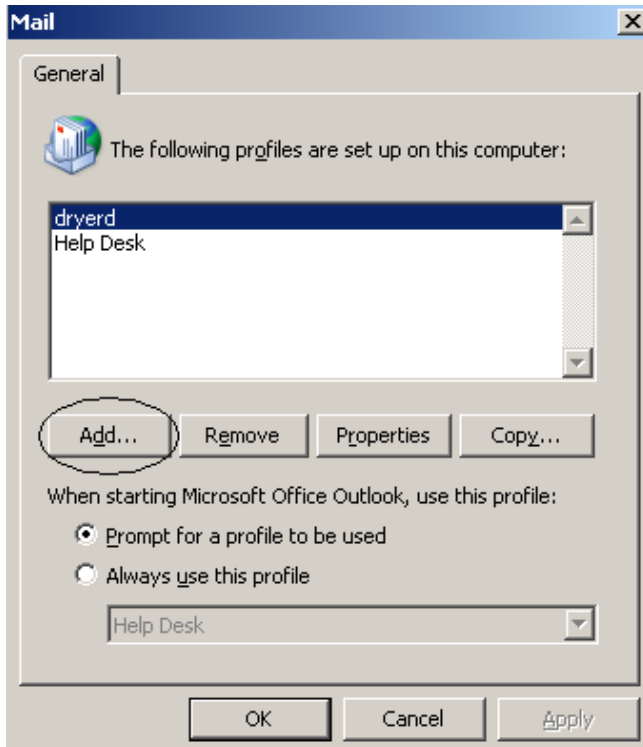 Mail
General
The following profiles are set up on this computer:
dryerd
Help Desk
Add... Remove Properties Copy...
When starting Microsoft Office Outlook, use this profile:
Prompt for a profile to be used
Always use this profile
Help Desk
OK Cancel Apply